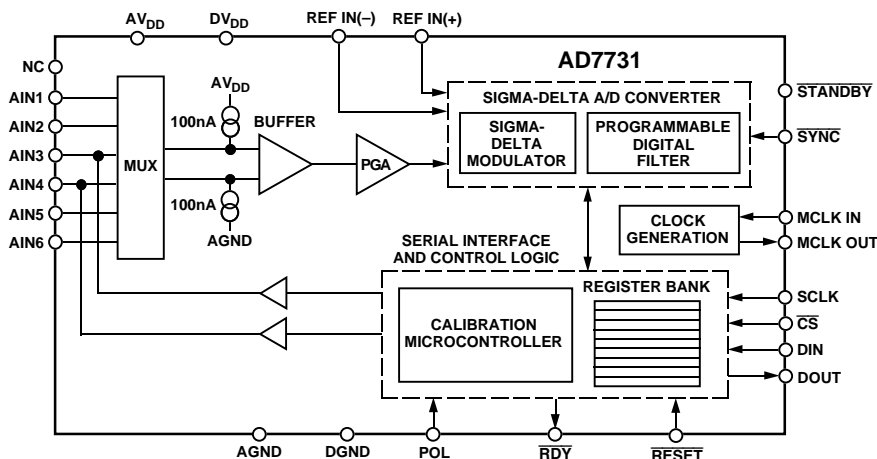 AVDD
DVDD
REF IN(–)
REF IN(+)
AD7731
NC
AIN1
AIN2
AIN3
AIN4
AIN5
AIN6
MUX
AVDD
100nA
BUFFER
100nA
AGND
PGA
SIGMA-DELTA A/D CONVERTER
SIGMA-
DELTA
MODULATOR
PROGRAMMABLE
DIGITAL
FILTER
STANDBY
SYNC
CLOCK
GENERATION
MCLK IN
MCLK OUT
SERIAL INTERFACE
AND CONTROL LOGIC
REGISTER BANK
CALIBRATION
MICROCONTROLLER
SCLK
CS
DIN
DOUT
AGND
DGND
POL
RDY
RESET